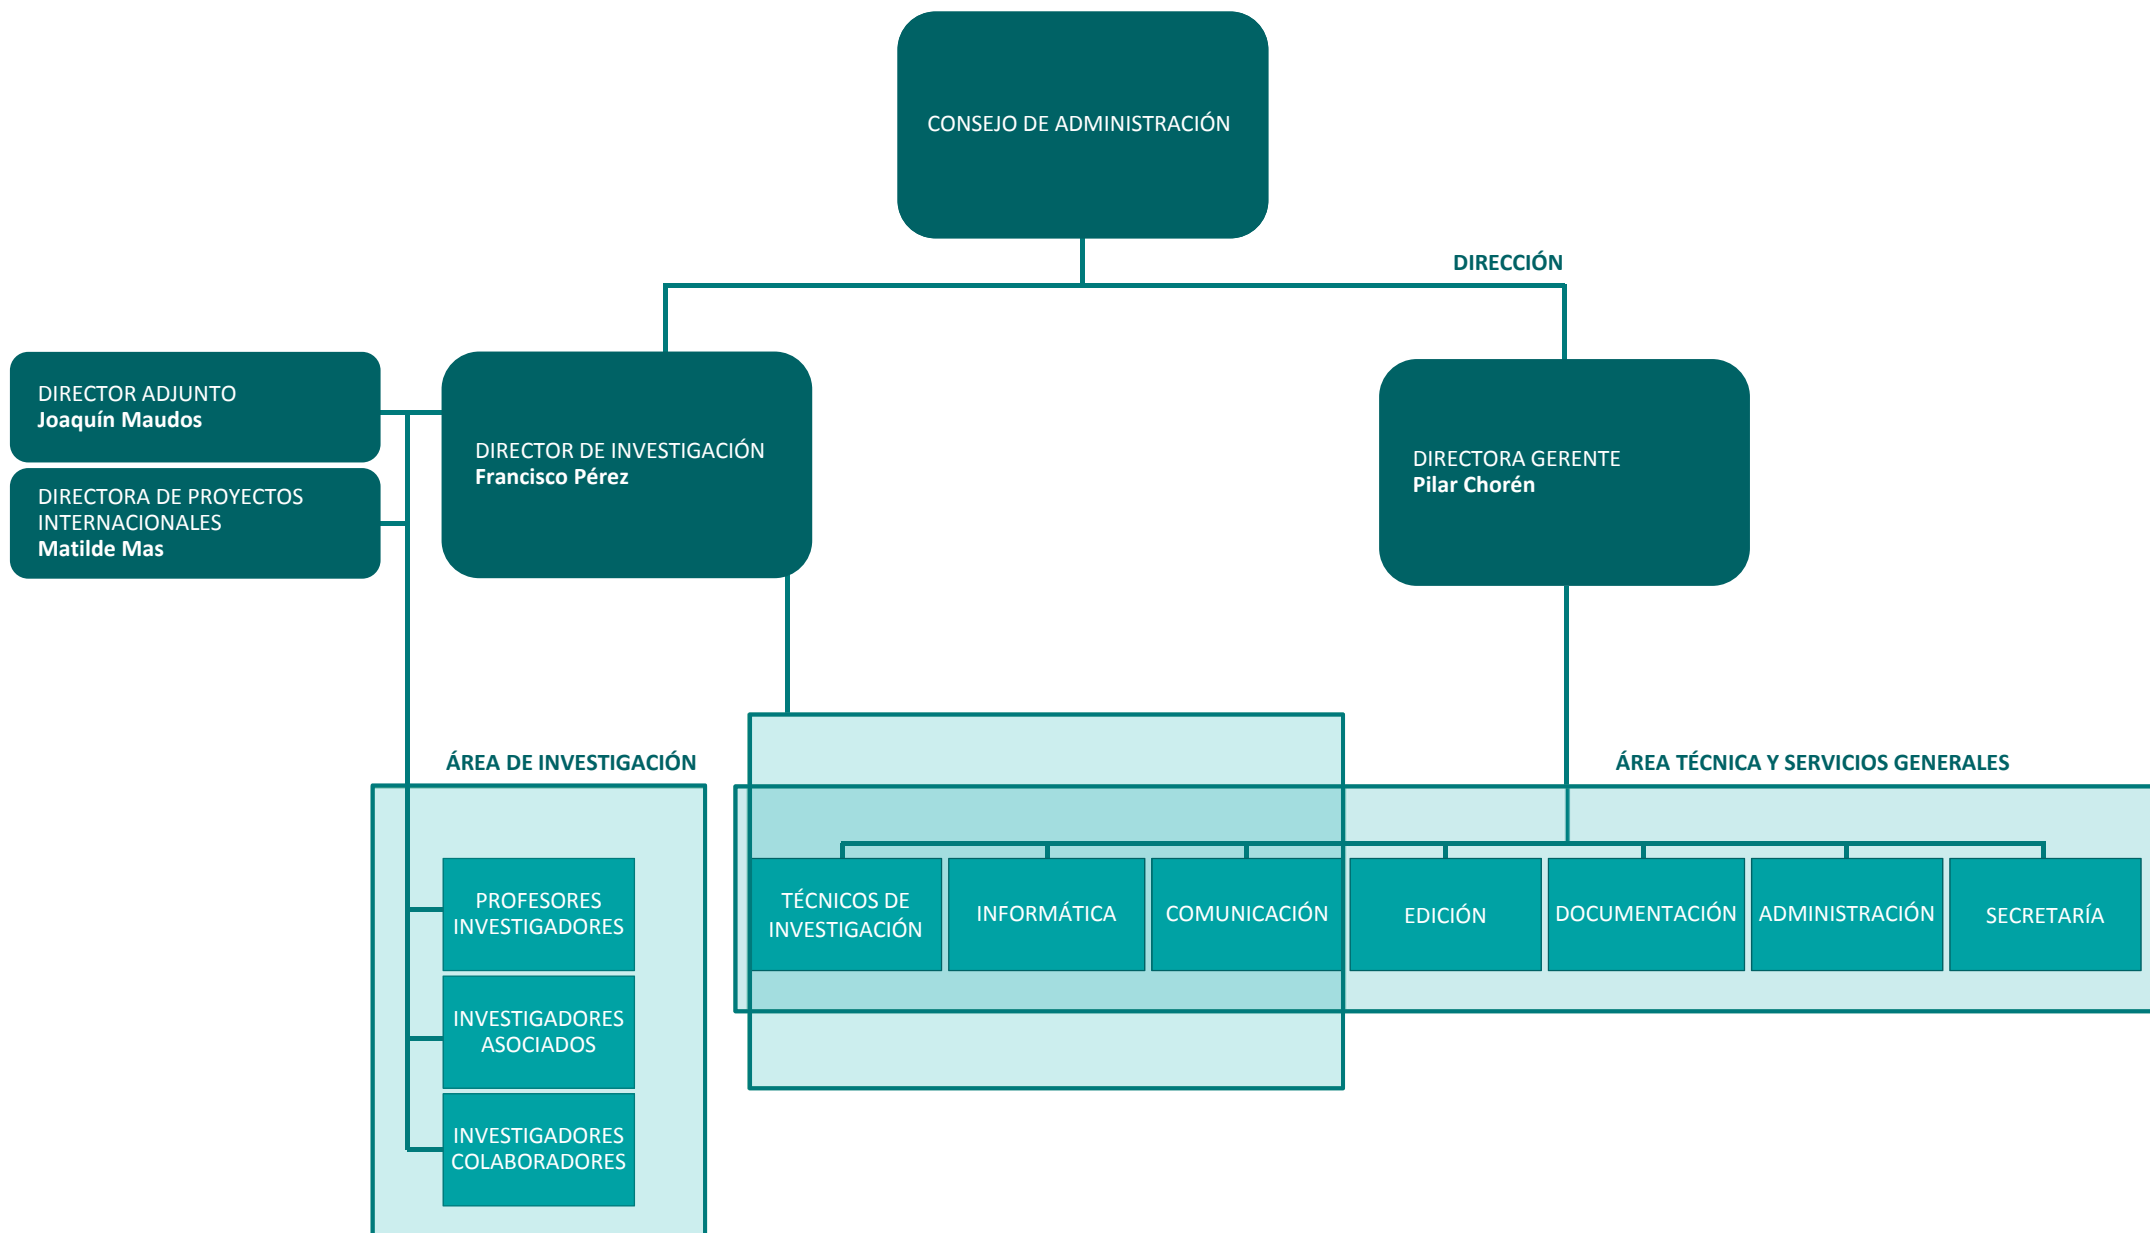 CONSEJO DE ADMINISTRACIÓN
DIRECCIÓN
DIRECTOR ADJUNTO
Joaquín Maudos
DIRECTORA DE PROYECTOS
INTERNACIONALES
Matilde Mas
DIRECTOR DE INVESTIGACIÓN
Francisco Pérez
DIRECTORA GERENTE
Pilar Chorén
ÁREA DE INVESTIGACIÓN
PROFESORES
INVESTIGADORES
INVESTIGADORES
ASOCIADOS
INVESTIGADORES
COLABORADORES
ÁREA TÉCNICA Y SERVICIOS GENERALES
TÉCNICOS DE
INVESTIGACIÓN
INFORMÁTICA
COMUNICACIÓN
EDICIÓN
DOCUMENTACIÓN
ADMINISTRACIÓN
SECRETARÍA